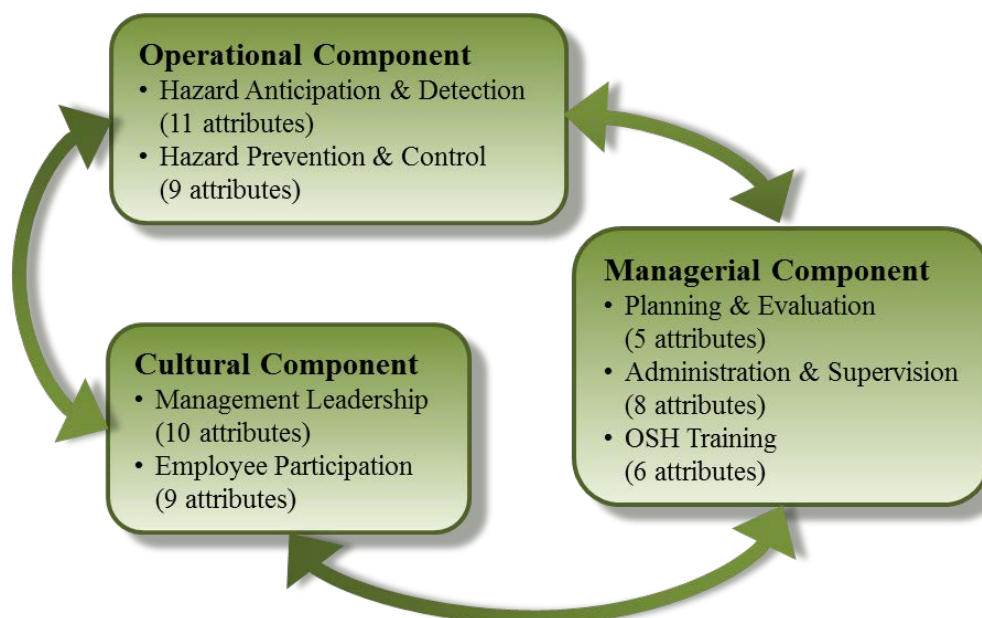 Operational Component
• Hazard Anticipation & Detection
(11 attributes)
• Hazard Prevention & Control
(9 attributes)
Managerial Component
• Planning & Evaluation
(5 attributes)
• Administration & Supervision
(8 attributes)
• OSH Training
(6 attributes)
Cultural Component
• Management Leadership
(10 attributes)
• Employee Participation
(9 attributes)